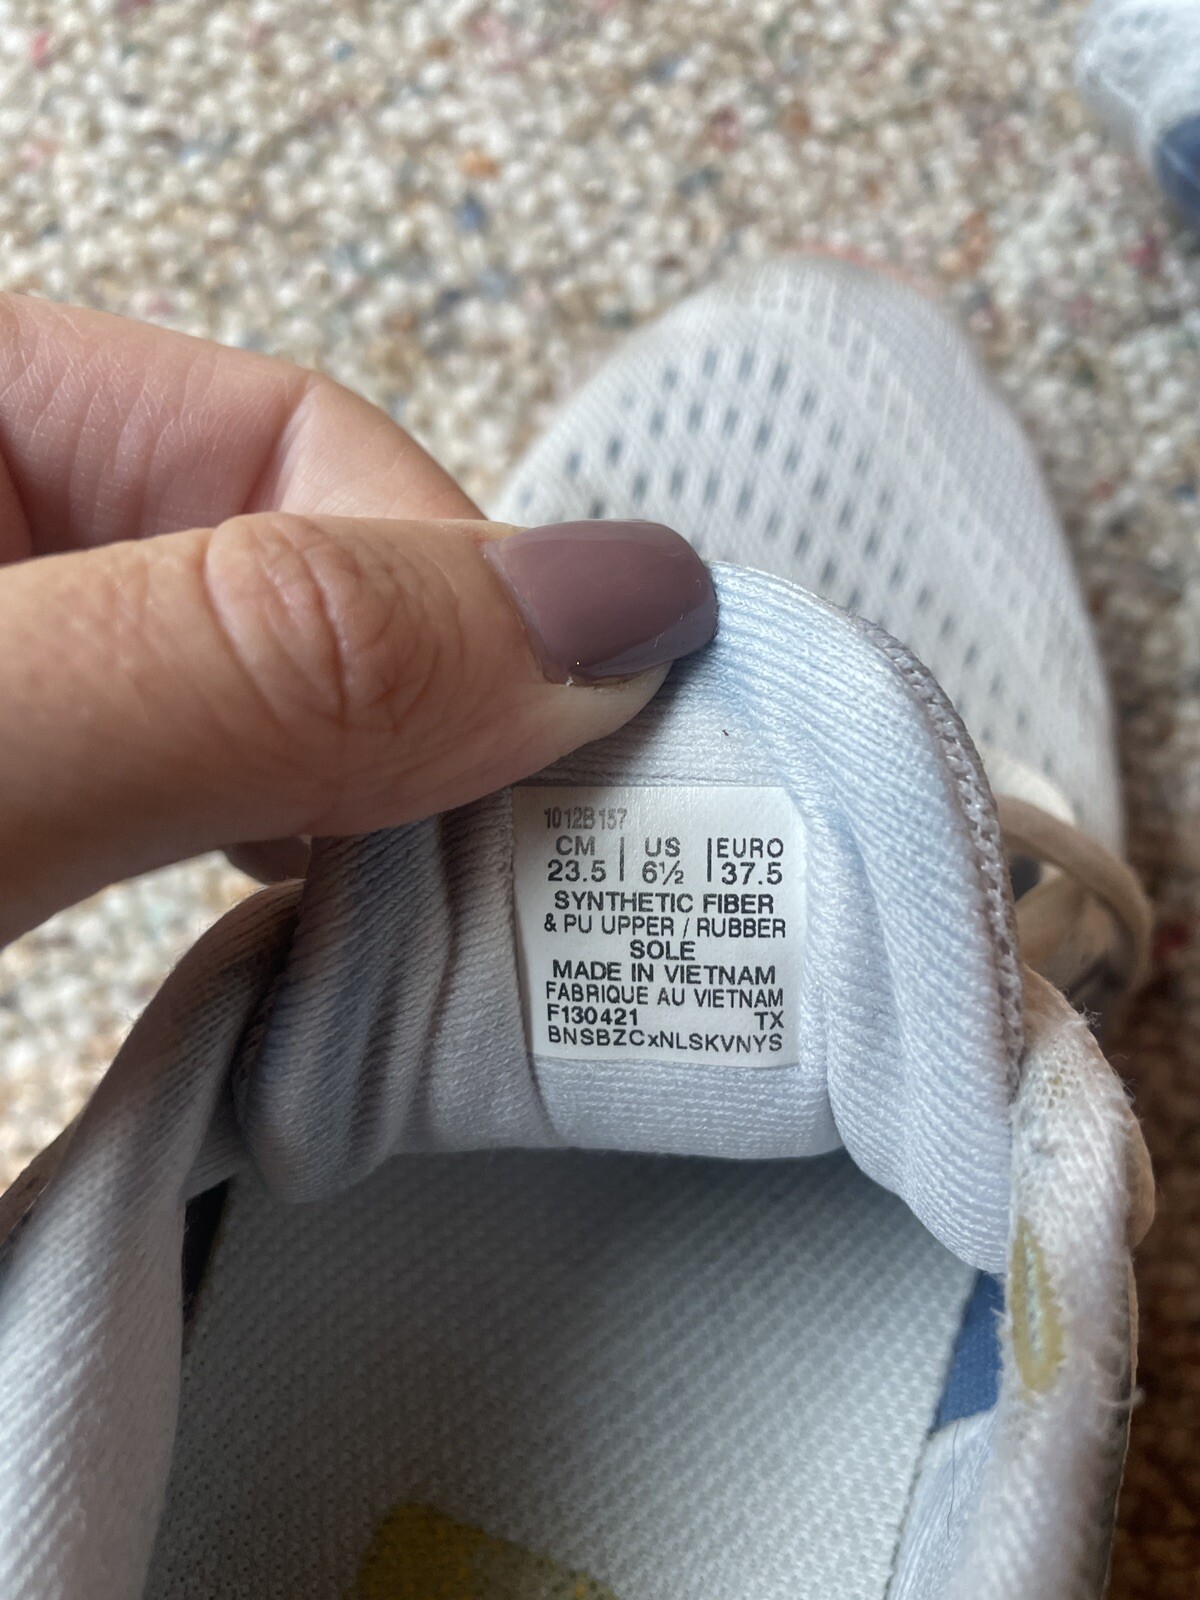 1012B157
CM | US | EURO
23.5 | 6½ | 37.5
SYNTHETIC FIBER
& PU UPPER / RUBBER
SOLE
MADE IN VIETNAM
FABRIQUE AU VIETNAM
F130421 TX
BNSBZCxNLSKVNYS